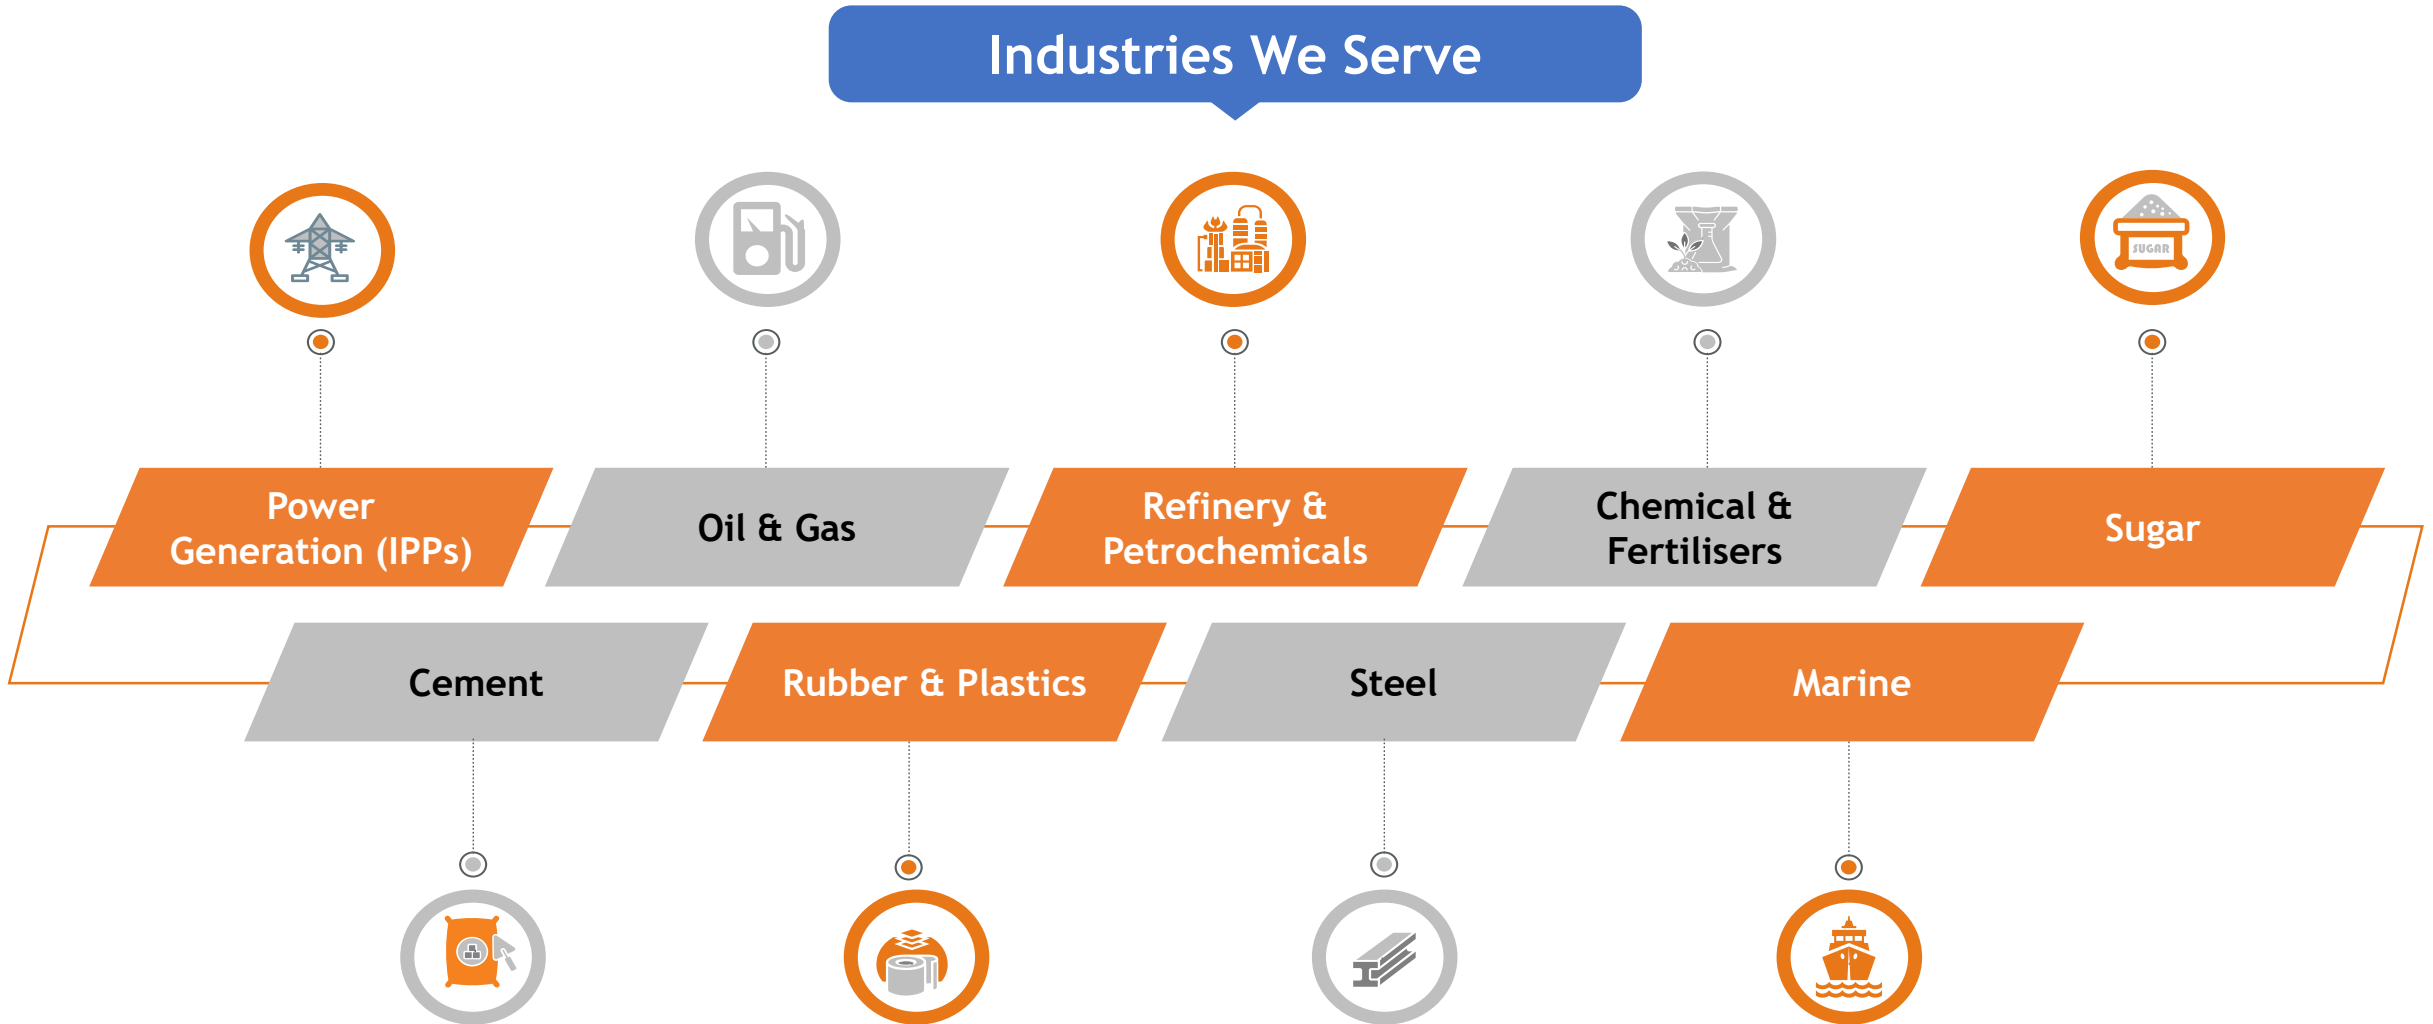 Industries We Serve
SUGAR
Power
Generation (IPPs)
Oil & Gas
Refinery &
Petrochemicals
Chemical &
Fertilisers
Sugar
Cement
Rubber & Plastics
Steel
Marine